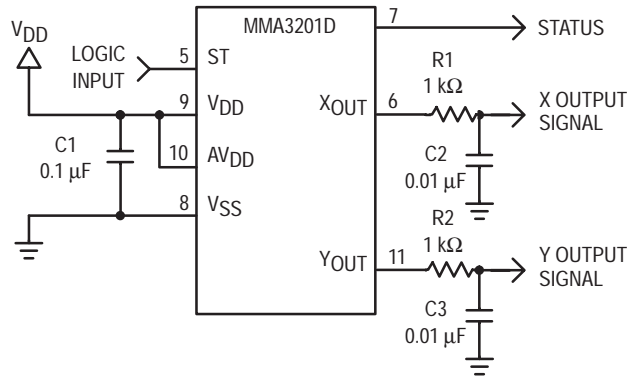 VDD
LOGIC
INPUT
5
ST
MMA3201D
7
STATUS
9
VDD
XOUT
6
R1
1 kΩ
X OUTPUT
SIGNAL
C1
0.1 μF
10
AVDD
C2
0.01 μF
8
VSS
YOUT
11
R2
1 kΩ
Y OUTPUT
SIGNAL
C3
0.01 μF